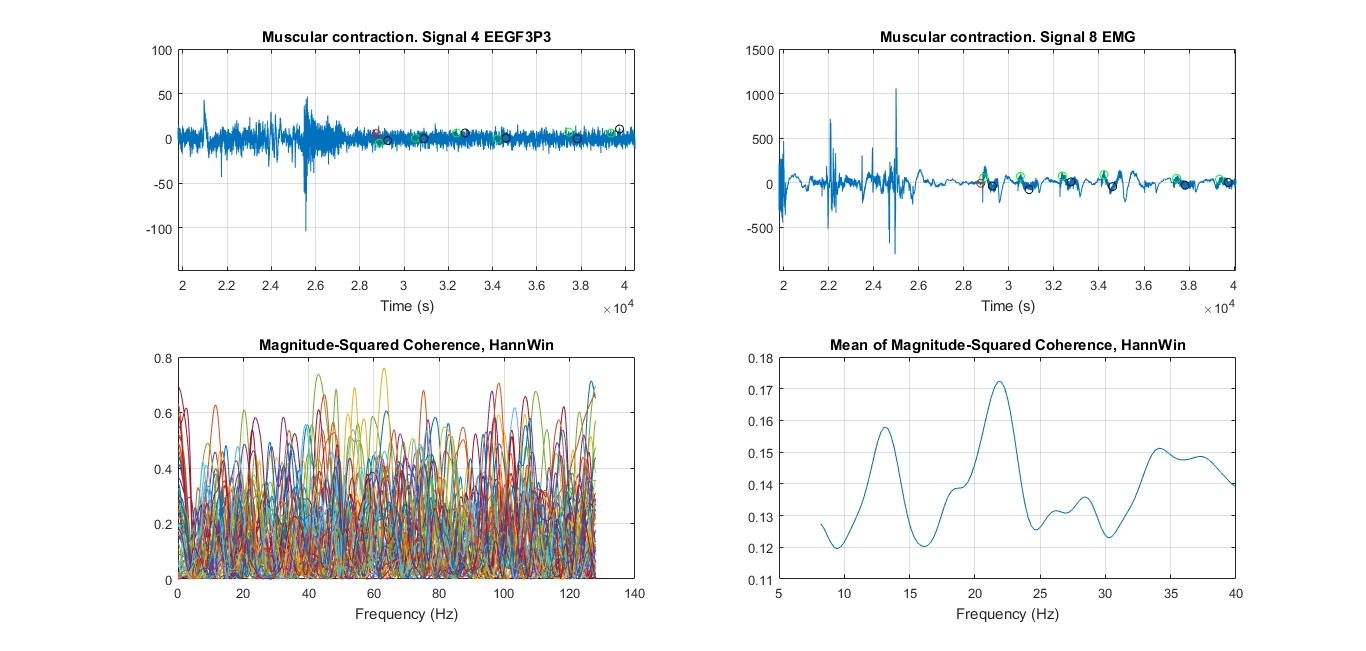 Muscular contraction. Signal 4 EEGF3P3
100
50
0
-50
-100
2 2.2 2.4 2.6 2.8 3 3.2 3.4 3.6 3.8 4
Time (s)
×10^4
Muscular contraction. Signal 8 EMG
1500
1000
500
0
-500
2 2.2 2.4 2.6 2.8 3 3.2 3.4 3.6 3.8 4
Time (s)
×10^4
Magnitude-Squared Coherence, HannWin
0.8
0.6
0.4
0.2
0
0 20 40 60 80 100 120 140
Frequency (Hz)
Mean of Magnitude-Squared Coherence, HannWin
0.18
0.17
0.16
0.15
0.14
0.13
0.12
0.11
5 10 15 20 25 30 35 40
Frequency (Hz)